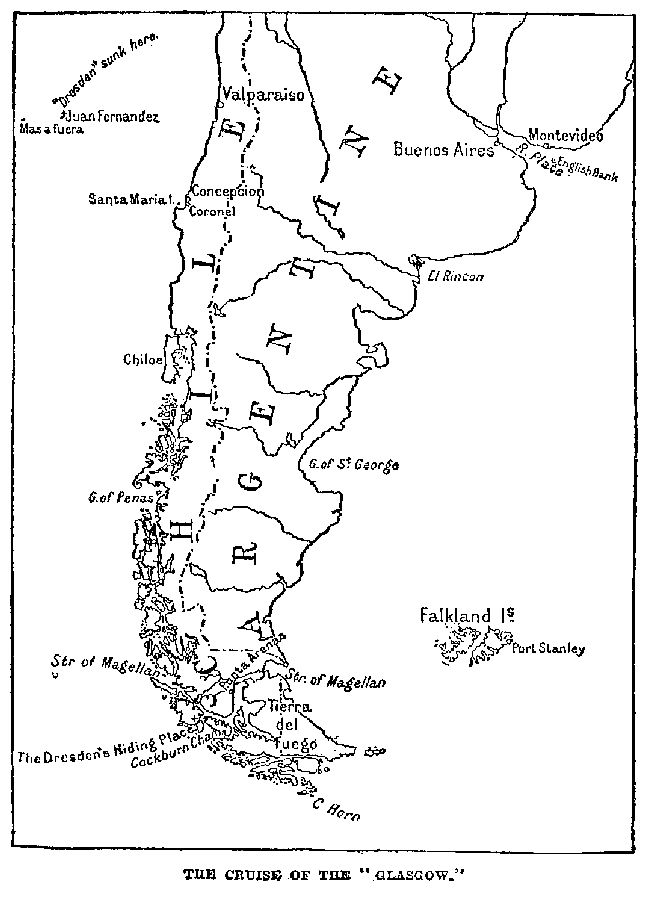 "Dresden" sunk here.
Juan Fernandez
Mas a fuera
Valparaiso
Santa Maria I.
Concepcion
Coronel
Buenos Aires
Montevideo
R. Plate
English Bank
El Rincon
Chiloe
G. of Penas
G. of St George
CHILE
ARGENTINE
Falkland Is
Port Stanley
Str of Magellan
Santa Arenas
Str. of Magellan
Tierra
del
fuego
The Dresden's Hiding Place
Cockburn Chan
C Horn
THE CRUISE OF THE "GLASGOW."